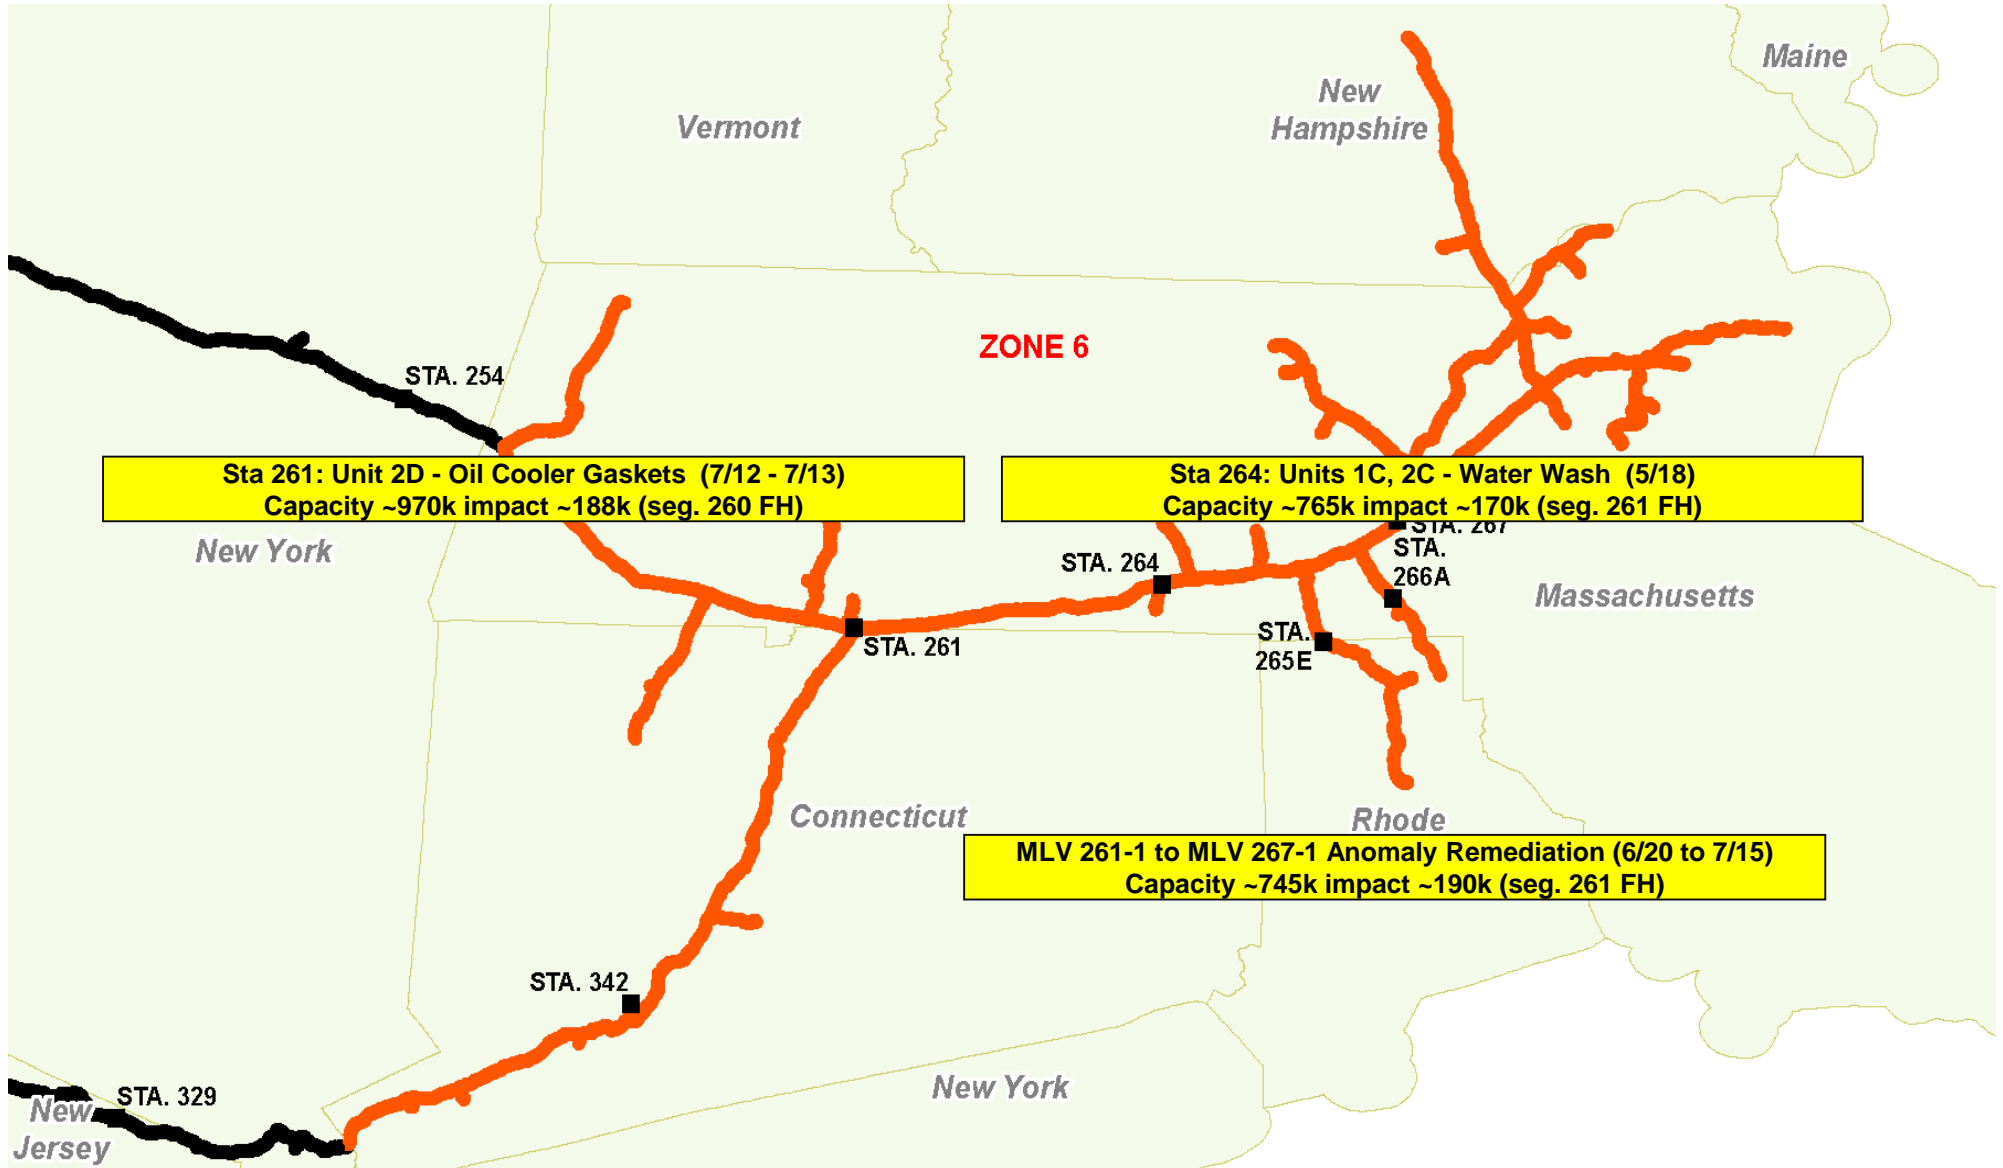 Maine
New
Hampshire
Vermont
ZONE 6
STA. 254
Sta 261: Unit 2D - Oil Cooler Gaskets (7/12 - 7/13)
Capacity ~970k impact ~188k (seg. 260 FH)
Sta 264: Units 1C, 2C - Water Wash (5/18)
Capacity ~765k impact ~170k (seg. 261 FH)
STA. 267
New York
STA. 264
STA.
266A
Massachusetts
STA. 261
STA.
265E
Connecticut
Rhode
MLV 261-1 to MLV 267-1 Anomaly Remediation (6/20 to 7/15)
Capacity ~745k impact ~190k (seg. 261 FH)
STA. 342
New York
STA. 329
New
Jersey